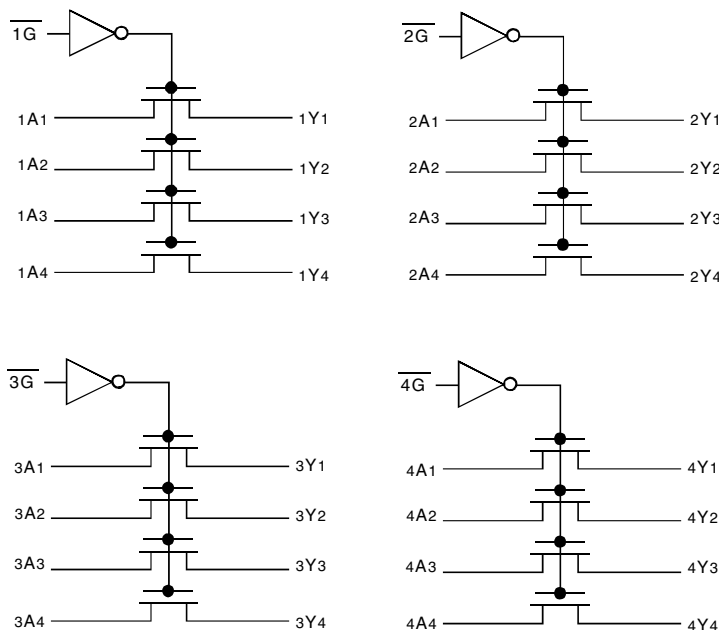 1G 2G
1A1 1Y1 2A1 2Y1
1A2 1Y2 2A2 2Y2
1A3 1Y3 2A3 2Y3
1A4 1Y4 2A4 2Y4
3G 4G
3A1 3Y1 4A1 4Y1
3A2 3Y2 4A2 4Y2
3A3 3Y3 4A3 4Y3
3A4 3Y4 4A4 4Y4